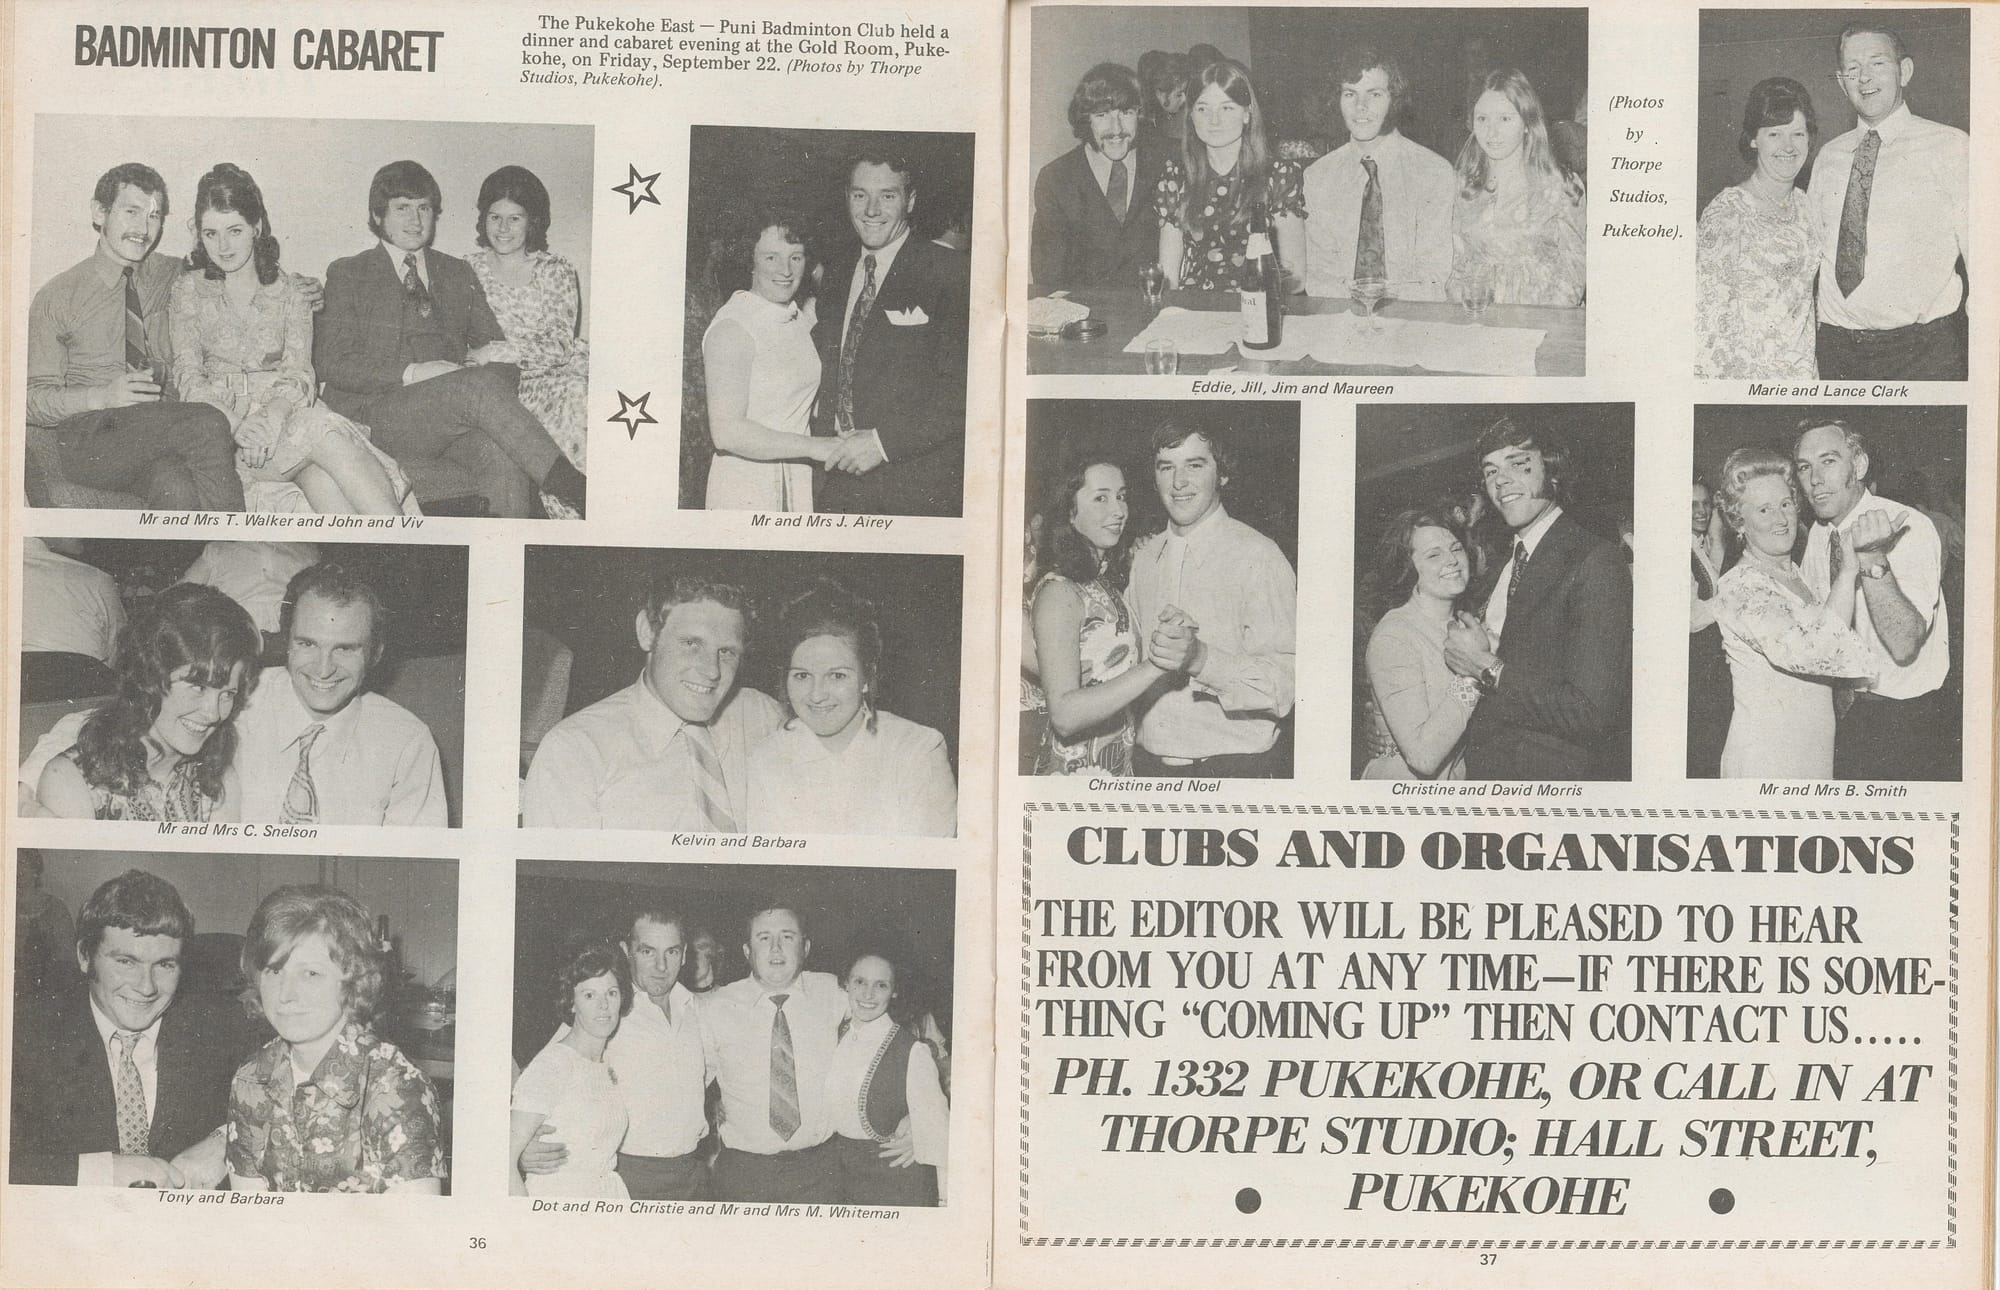 BADMINTON CABARET
The Pukekohe East — Puni Badminton Club held a
dinner and cabaret evening at the Gold Room, Puke-
kohe, on Friday, September 22. (Photos by Thorpe
Studios, Pukekohe).
Mr and Mrs T. Walker and John and Viv
Mr and Mrs J. Airey
Mr and Mrs C. Snelson
Kelvin and Barbara
Tony and Barbara
Dot and Ron Christie and Mr and Mrs M. Whiteman
36
(Photos
by
Thorpe
Studios,
Pukekohe).
Eddie, Jill, Jim and Maureen
Marie and Lance Clark
Christine and Noel
Christine and David Morris
Mr and Mrs B. Smith
CLUBS AND ORGANISATIONS
THE EDITOR WILL BE PLEASED TO HEAR
FROM YOU AT ANY TIME—IF THERE IS SOME-
THING “COMING UP” THEN CONTACT US.....
PH. 1332 PUKEKOHE, OR CALL IN AT
THORPE STUDIO; HALL STREET,
● PUKEKOHE ●
37